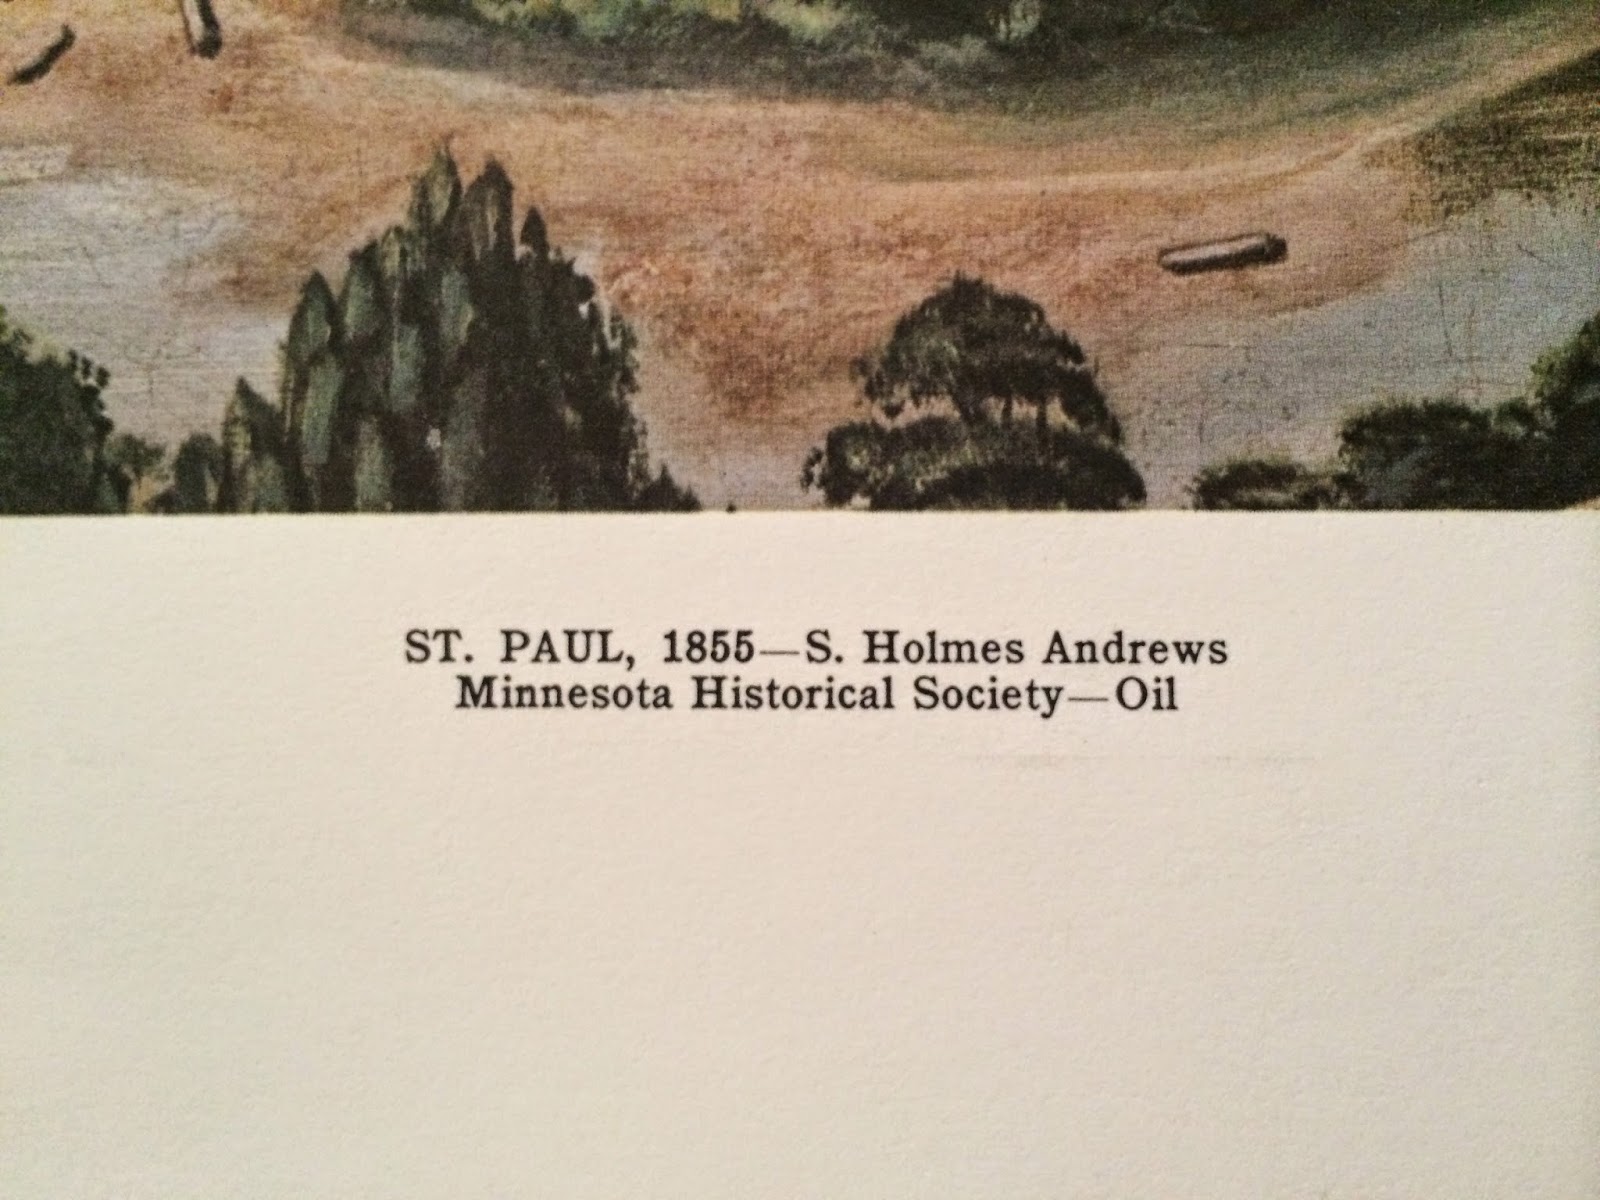 ST. PAUL, 1855—S. Holmes Andrews
Minnesota Historical Society—Oil